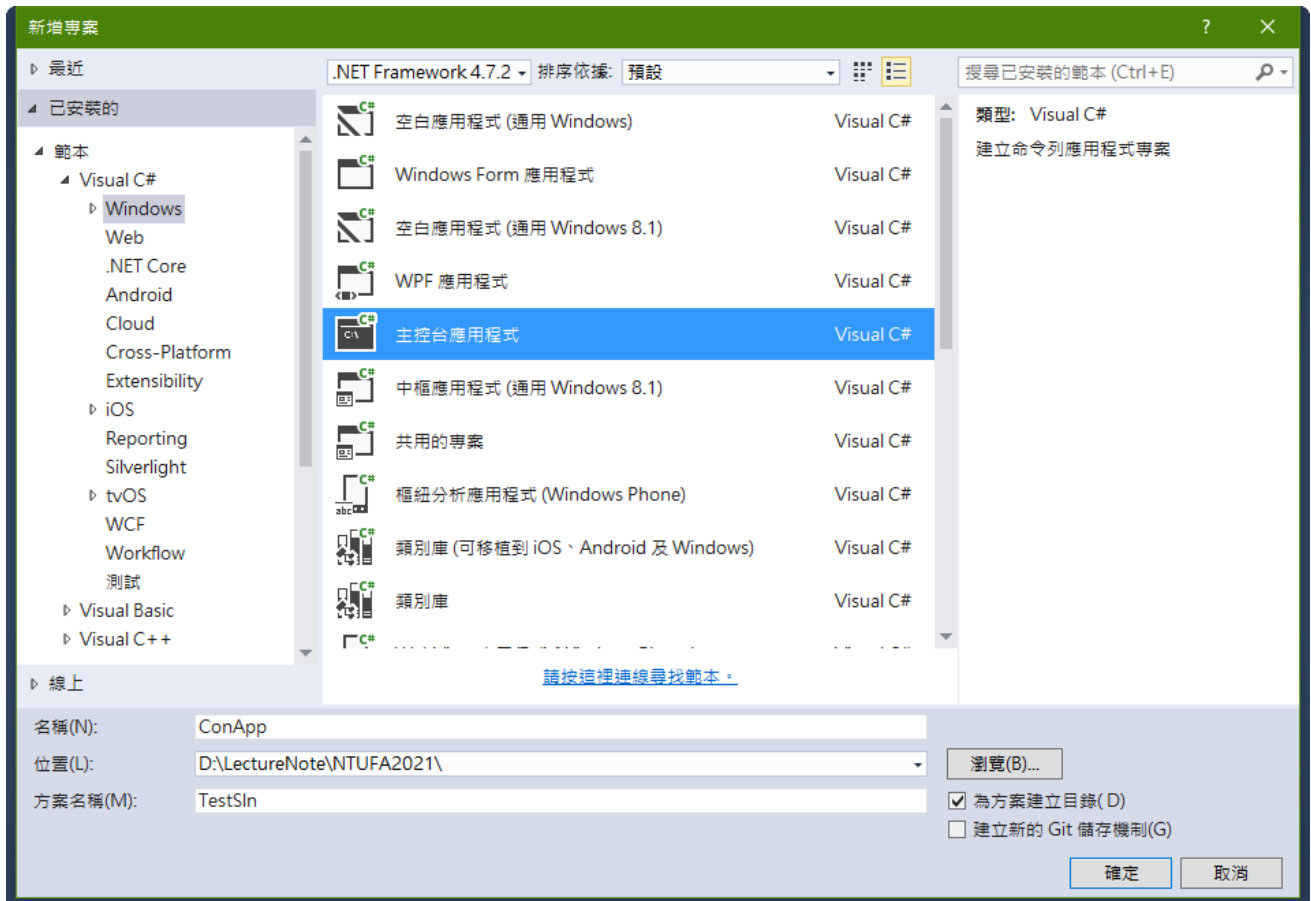 新增專案
?
最近
.NET Framework 4.7.2
排序依據:
預設
搜尋已安裝的範本 (Ctrl+E)
已安裝的
範本
Visual C#
Windows
Web
.NET Core
Android
Cloud
Cross-Platform
Extensibility
iOS
Reporting
Silverlight
tvOS
WCF
Workflow
測試
Visual Basic
Visual C++
線上
空白應用程式 (通用 Windows) Visual C#
Windows Form 應用程式 Visual C#
空白應用程式 (通用 Windows 8.1) Visual C#
WPF 應用程式 Visual C#
主控台應用程式 Visual C#
中樞應用程式 (通用 Windows 8.1) Visual C#
共用的專案 Visual C#
樞紐分析應用程式 (Windows Phone) Visual C#
類別庫 (可移植到 iOS、Android 及 Windows) Visual C#
類別庫 Visual C#
請按這裡連線尋找範本。
類型: Visual C#
建立命令列應用程式專案
名稱(N): ConApp
位置(L): D:\LectureNote\NTUFA2021\ 瀏覽(B)...
方案名稱(M): TestSln
為方案建立目錄( D)
建立新的 Git 儲存機制(G)
確定 取消